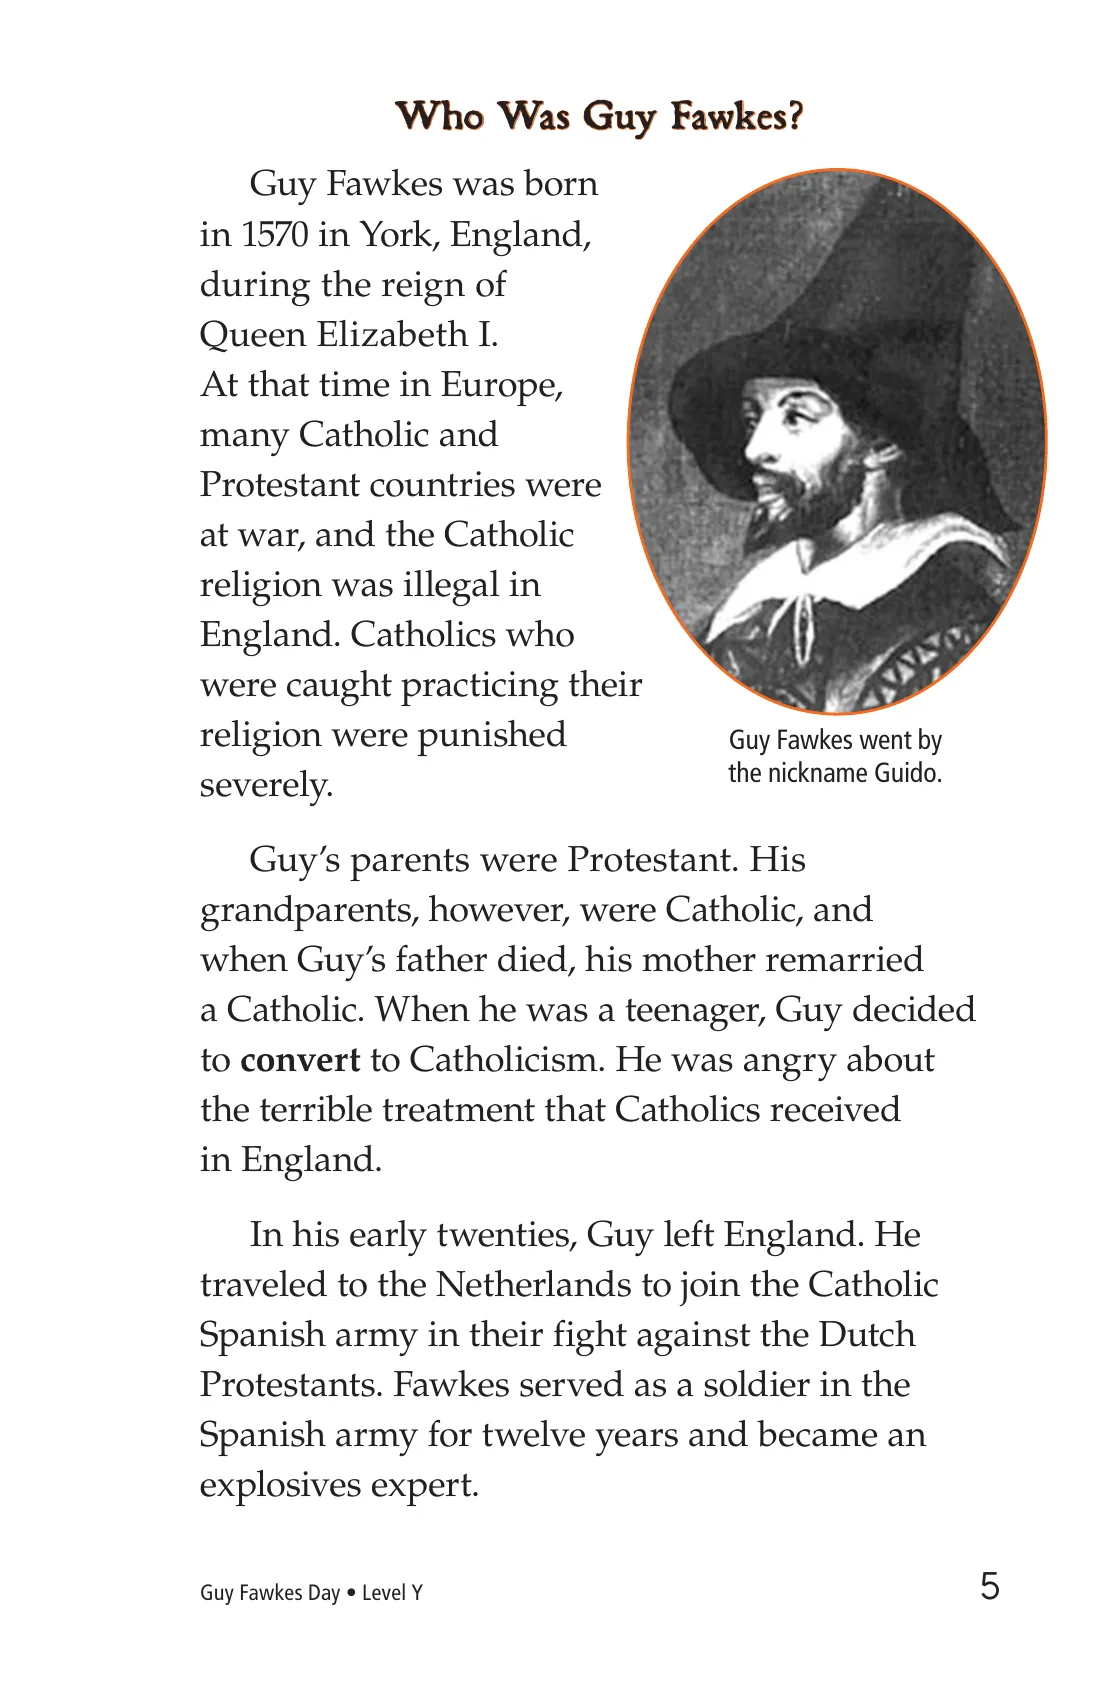 Who Was Guy Fawkes?
Guy Fawkes was born
in 1570 in York, England,
during the reign of
Queen Elizabeth I.
At that time in Europe,
many Catholic and
Protestant countries were
at war, and the Catholic
religion was illegal in
England. Catholics who
were caught practicing their
religion were punished
severely.
Guy Fawkes went by
the nickname Guido.
Guy’s parents were Protestant. His
grandparents, however, were Catholic, and
when Guy’s father died, his mother remarried
a Catholic. When he was a teenager, Guy decided
to convert to Catholicism. He was angry about
the terrible treatment that Catholics received
in England.
In his early twenties, Guy left England. He
traveled to the Netherlands to join the Catholic
Spanish army in their fight against the Dutch
Protestants. Fawkes served as a soldier in the
Spanish army for twelve years and became an
explosives expert.
Guy Fawkes Day • Level Y
5